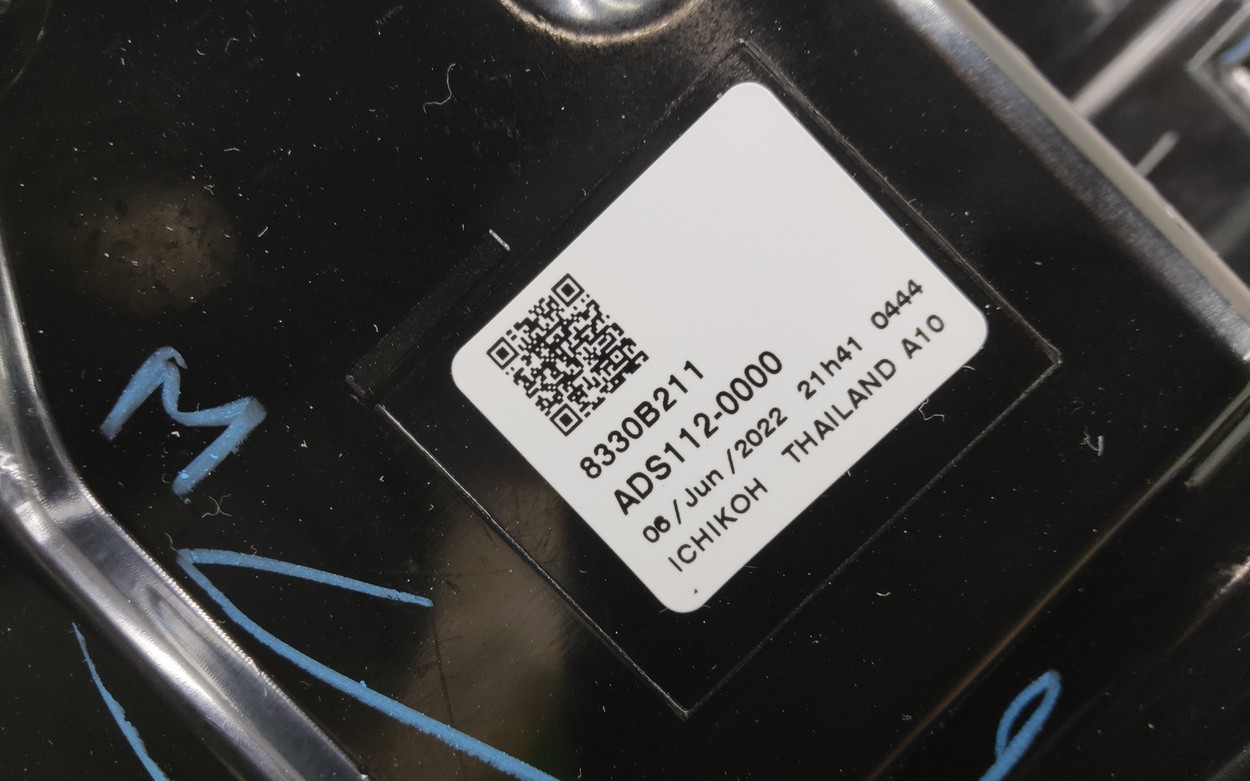 8330B211
ADS112-0000
06/Jun/2022 21h41 0444
ICHIKOH THAILAND A10